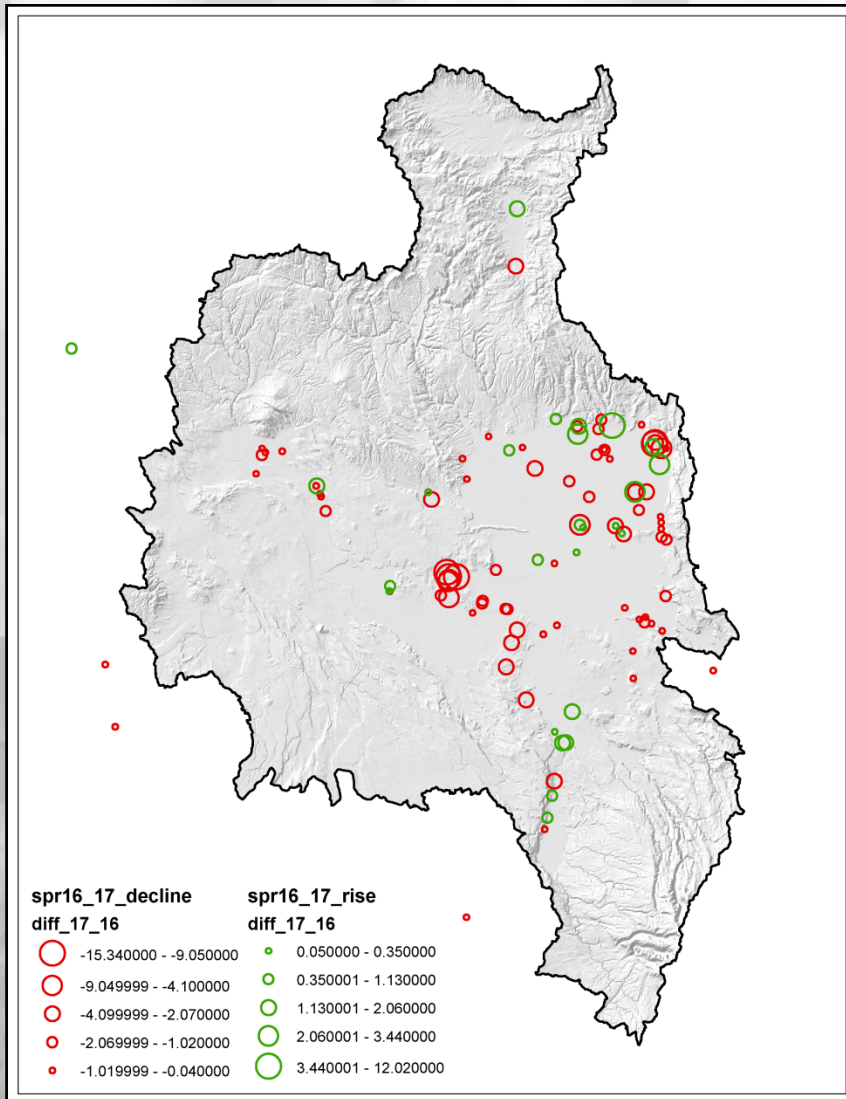 spr16_17_decline
diff_17_16
-15.340000 - -9.050000
-9.049999 - -4.100000
-4.099999 - -2.070000
-2.069999 - -1.020000
-1.019999 - -0.040000
spr16_17_rise
diff_17_16
0.050000 - 0.350000
0.350001 - 1.130000
1.130001 - 2.060000
2.060001 - 3.440000
3.440001 - 12.020000